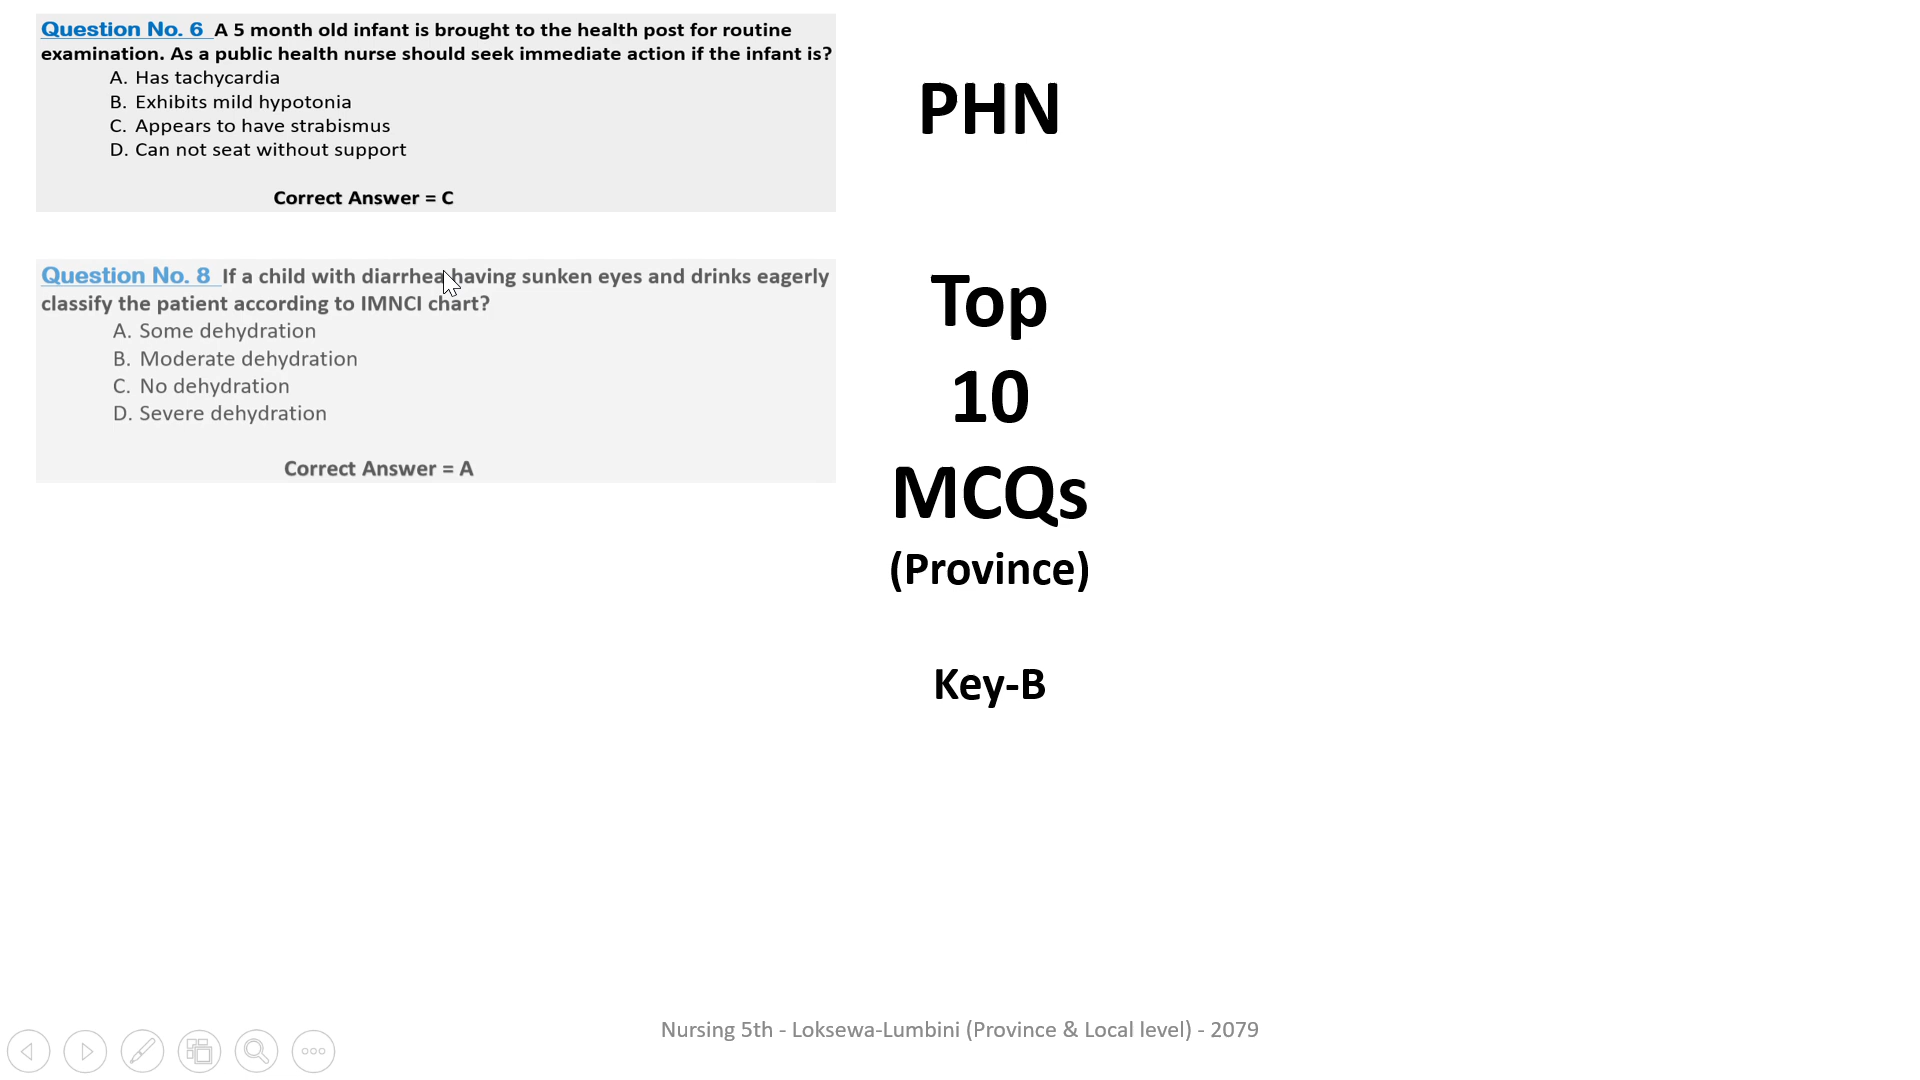 Question No. 6 A 5 month old infant is brought to the health post for routine
examination. As a public health nurse should seek immediate action if the infant is?
A. Has tachycardia
B. Exhibits mild hypotonia
C. Appears to have strabismus
D. Can not seat without support
Correct Answer = C
Question No. 8 If a child with diarrhea having sunken eyes and drinks eagerly
classify the patient according to IMNCI chart?
A. Some dehydration
B. Moderate dehydration
C. No dehydration
D. Severe dehydration
Correct Answer = A
PHN
Top
10
MCQs
(Province)
Key-B
Nursing 5th - Loksewa-Lumbini (Province & Local level) - 2079